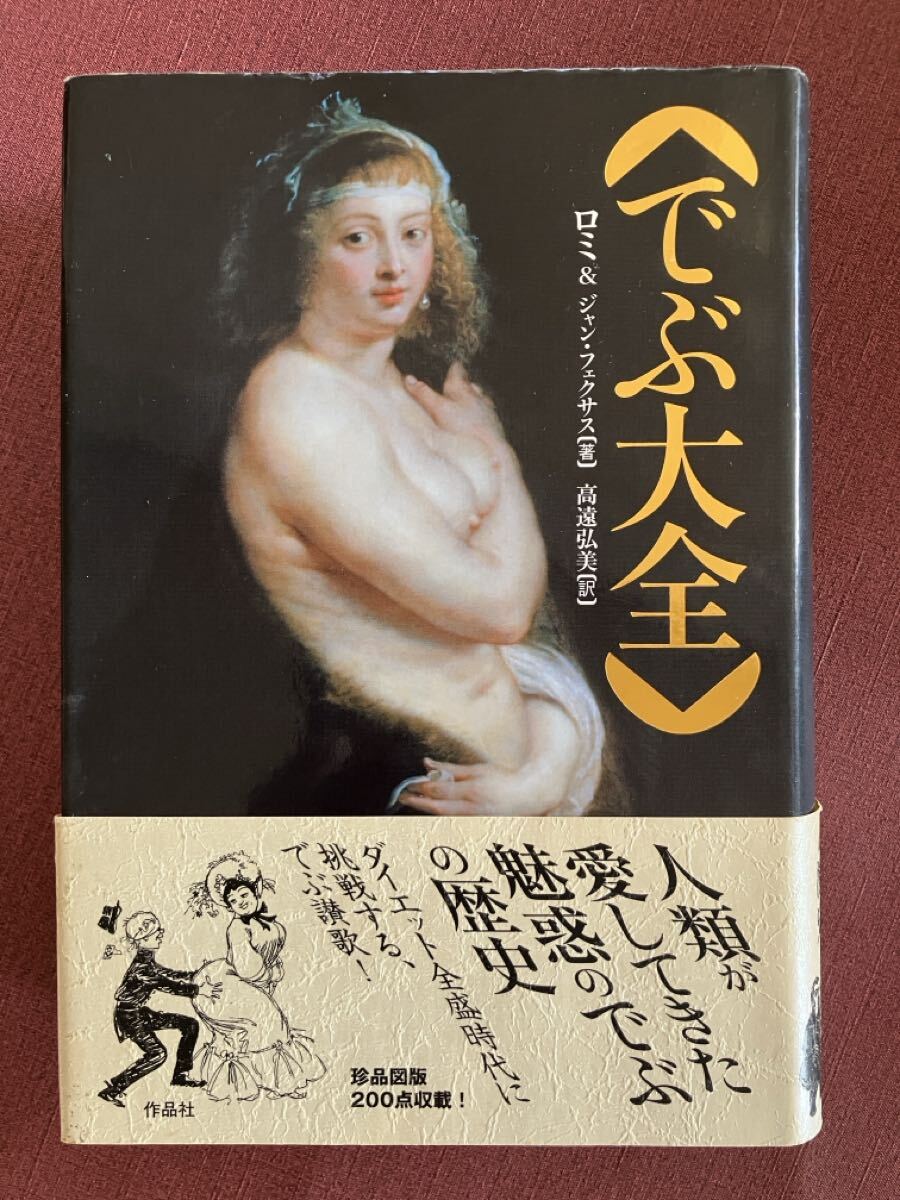 〈でぶ大全〉
ロミ & ジャン・フェクサス[著] 高遠弘美[訳]
人類が
愛してきた
魅惑のでぶ
の歴史
ダイエット全盛時代に
挑戦する、
でぶ讃歌!
珍品図版
200点収載!
作品社